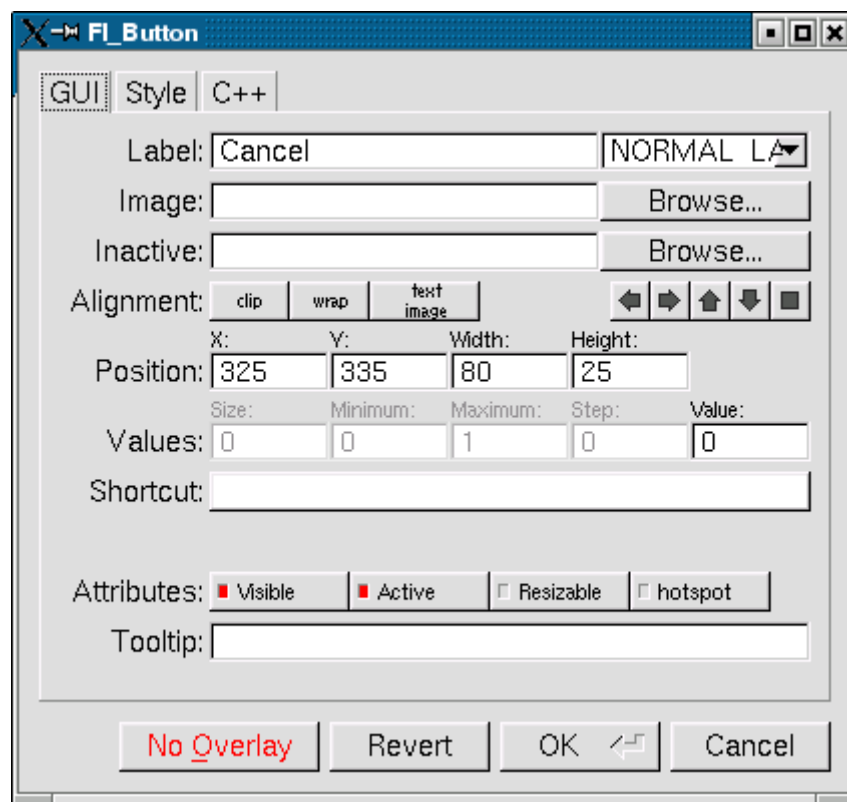 Fl_Button
GUI Style C++
Label: Cancel NORMAL LA
Image: Browse...
Inactive: Browse...
Alignment: clip wrap text image
X: Y: Width: Height:
Position: 325 335 80 25
Size: Minimum: Maximum: Step: Value:
Values: 0 0 1 0 0
Shortcut:
Attributes: Visible Active Resizable hotspot
Tooltip:
No Overlay Revert OK Cancel